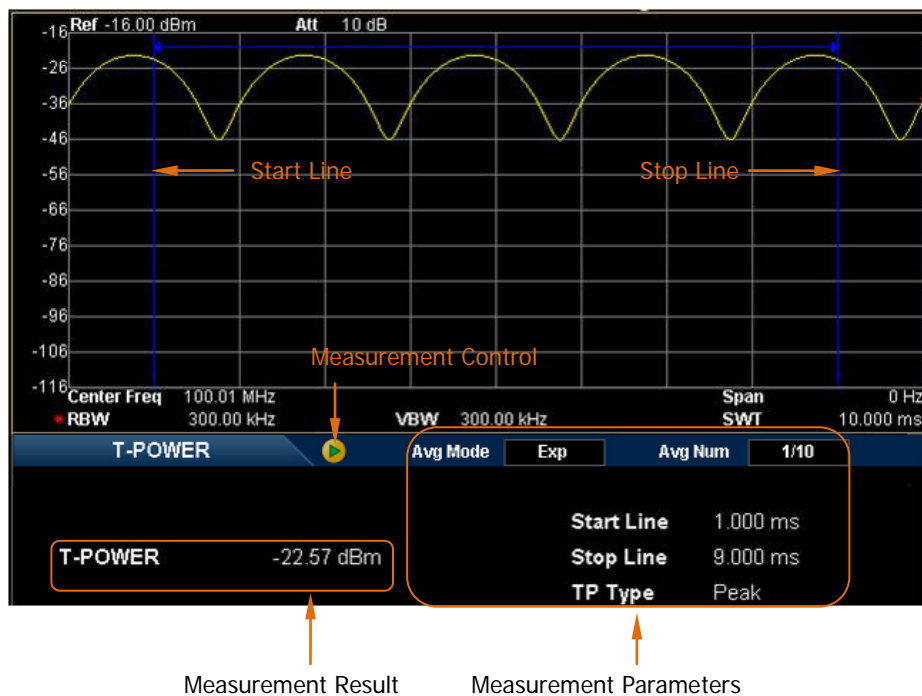 Ref -16.00 dBm Att 10 dB
-16
-26
-36
-46
-56
Start Line Stop Line
-66
-76
-86
-96
-106
Measurement Control
-116
Center Freq 100.01 MHz Span 0 Hz
*RBW 300.00 kHz VBW 300.00 kHz SWT 10.000 ms
T-POWER Avg Mode Exp Avg Num 1/10
Start Line 1.000 ms
T-POWER -22.57 dBm Stop Line 9.000 ms
TP Type Peak
Measurement Result Measurement Parameters